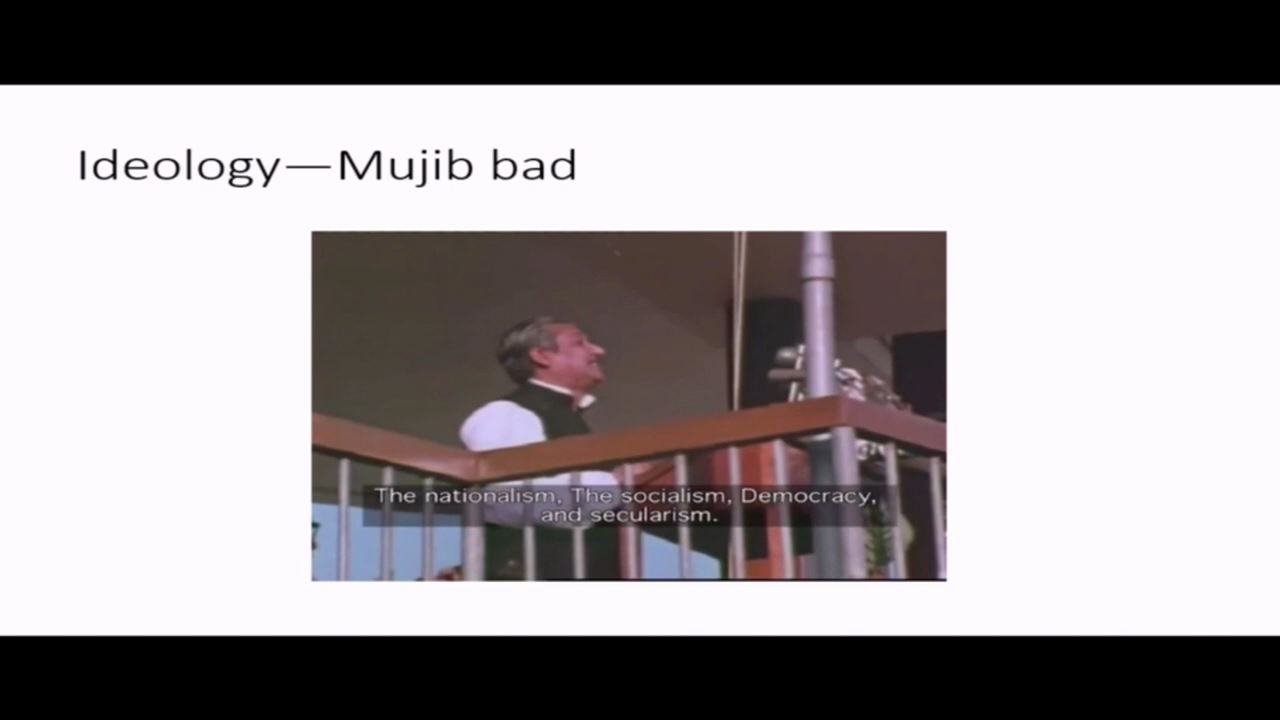 Ideology—Mujib bad
The nationalism, The socialism, Democracy,
and secularism.